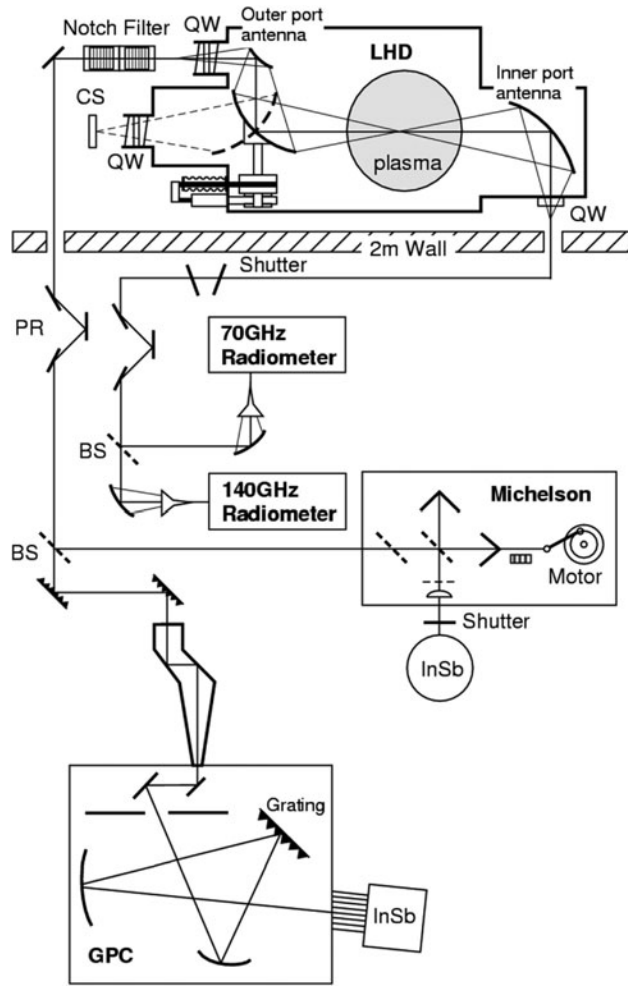 Notch Filter
QW
Outer port
antenna
LHD
Inner port
antenna
CS
QW
plasma
QW
2m Wall
Shutter
PR
70GHz
Radiometer
BS
140GHz
Radiometer
Michelson
BS
Motor
Shutter
InSb
Grating
InSb
GPC